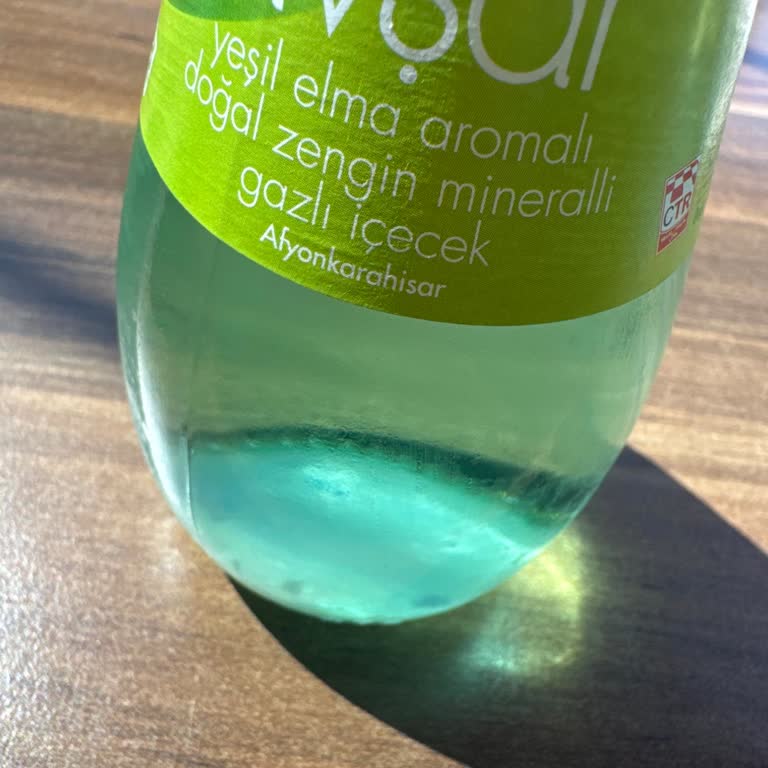 yeşil elma aromalı
doğal zengin mineralli
gazlı içecek
Afyonkarahisar
CTR